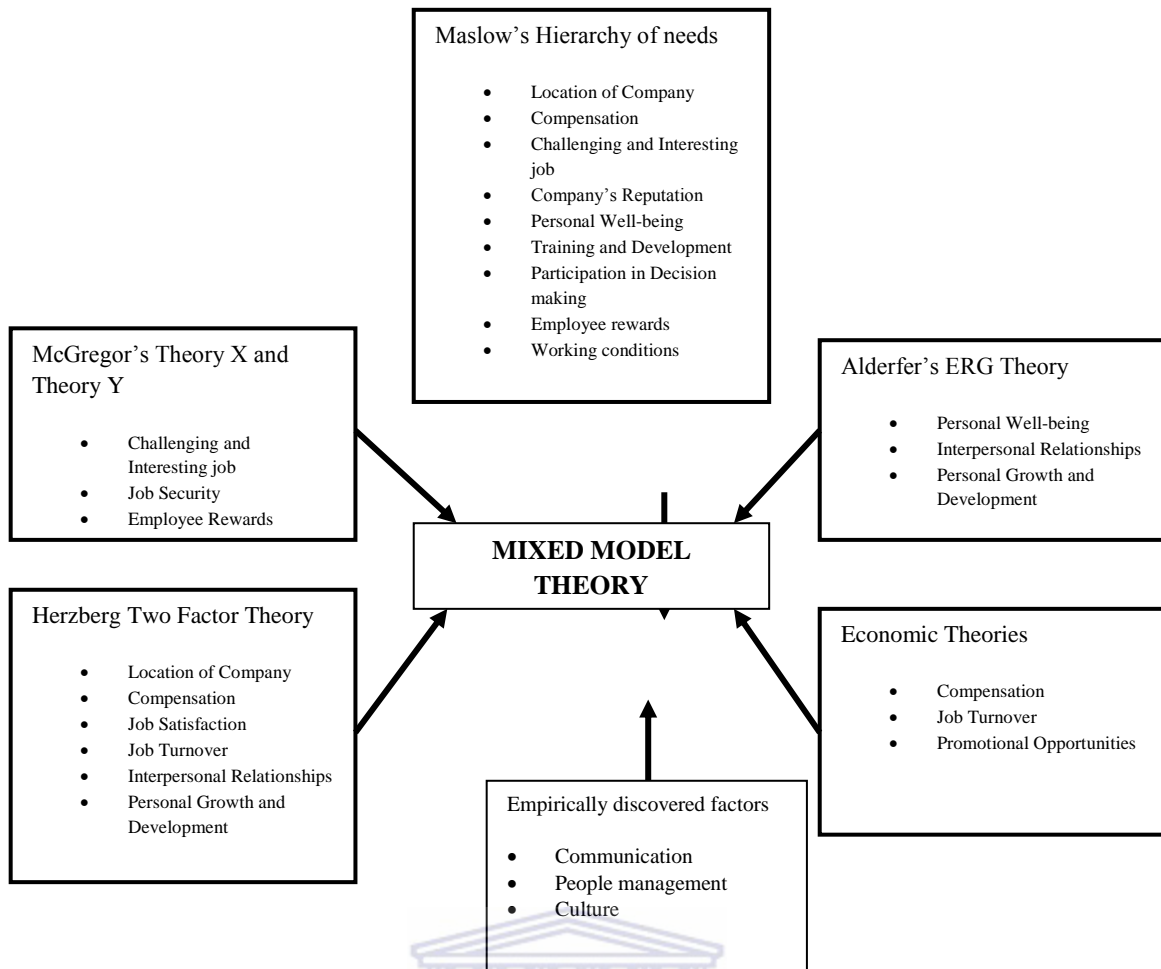 Maslow’s Hierarchy of needs
• Location of Company
• Compensation
• Challenging and Interesting
job
• Company’s Reputation
• Personal Well-being
• Training and Development
• Participation in Decision
making
• Employee rewards
• Working conditions
McGregor’s Theory X and
Theory Y
• Challenging and
Interesting job
• Job Security
• Employee Rewards
Alderfer’s ERG Theory
• Personal Well-being
• Interpersonal Relationships
• Personal Growth and
Development
MIXED MODEL
THEORY
Herzberg Two Factor Theory
• Location of Company
• Compensation
• Job Satisfaction
• Job Turnover
• Interpersonal Relationships
• Personal Growth and
Development
Economic Theories
• Compensation
• Job Turnover
• Promotional Opportunities
Empirically discovered factors
• Communication
• People management
• Culture